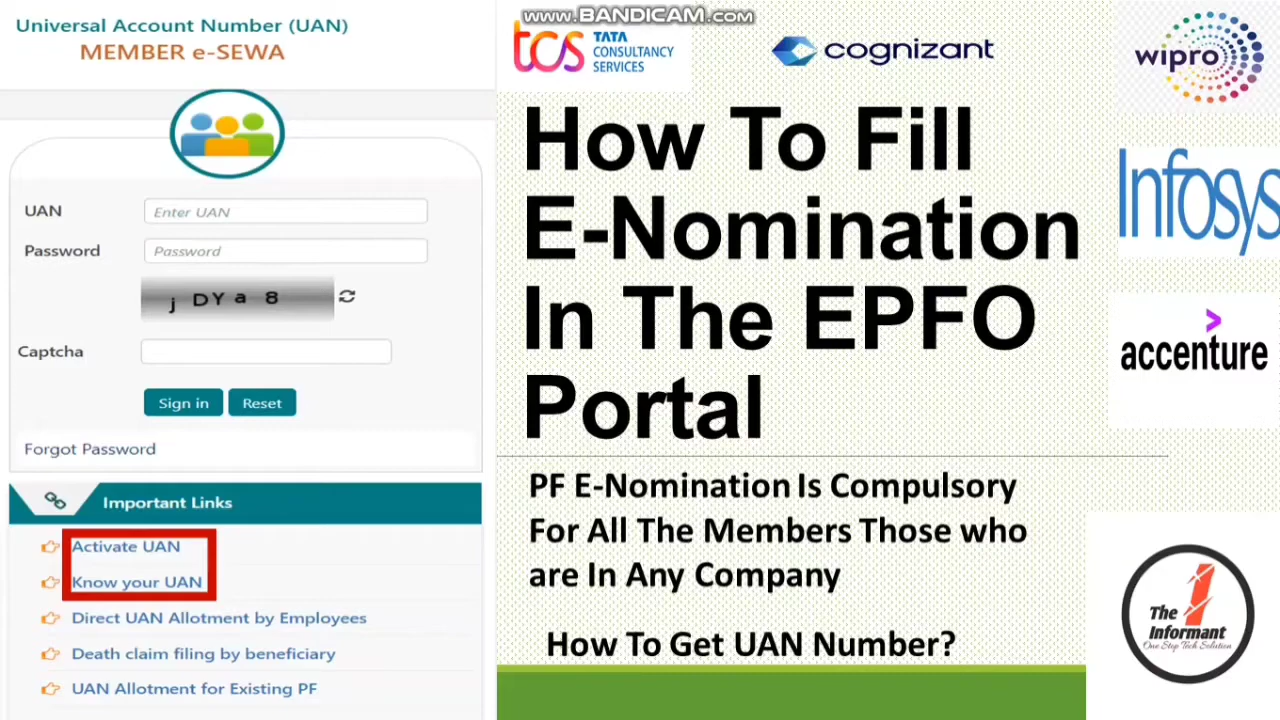 Universal Account Number (UAN)
MEMBER e-SEWA
UAN
Enter UAN
Password
Password
j DY a 8
Captcha
Sign in
Reset
Forgot Password
Important Links
Activate UAN
Know your UAN
Direct UAN Allotment by Employees
Death claim filing by beneficiary
UAN Allotment for Existing PF
www.BANDICAM.com
tcs TATA
CONSULTANCY
SERVICES
cognizant
wipro
How To Fill
E-Nomination
In The EPFO
Portal
Infosys
accenture
PF E-Nomination Is Compulsory
For All The Members Those who
are In Any Company
How To Get UAN Number?
The
Informant
One Stop Tech Solution